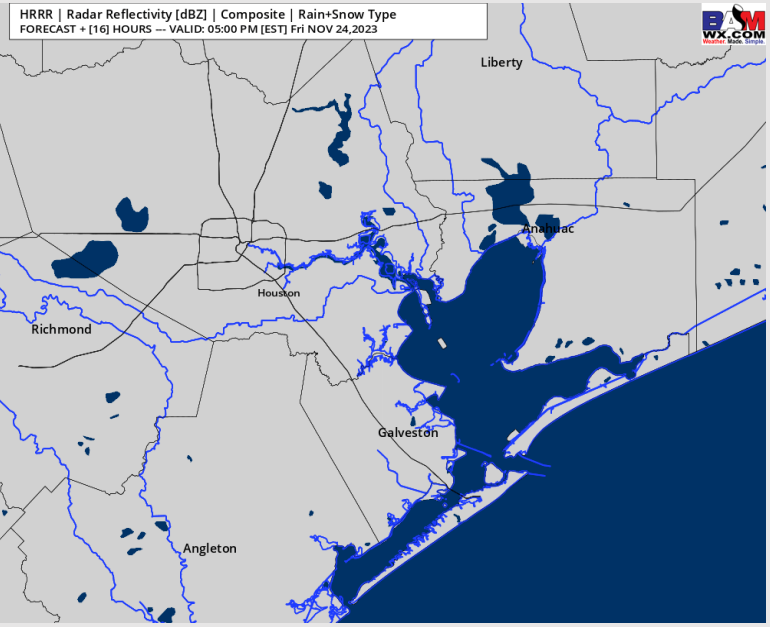 HRRR | Radar Reflectivity [dBZ] | Composite | Rain+Snow Type
FORECAST + [16] HOURS --- VALID: 05:00 PM [EST] Fri NOV 24,2023
BAM
WX.COM
Weather. Made. Simple.
Liberty
Anahuac
Houston
Richmond
Galveston
Angleton